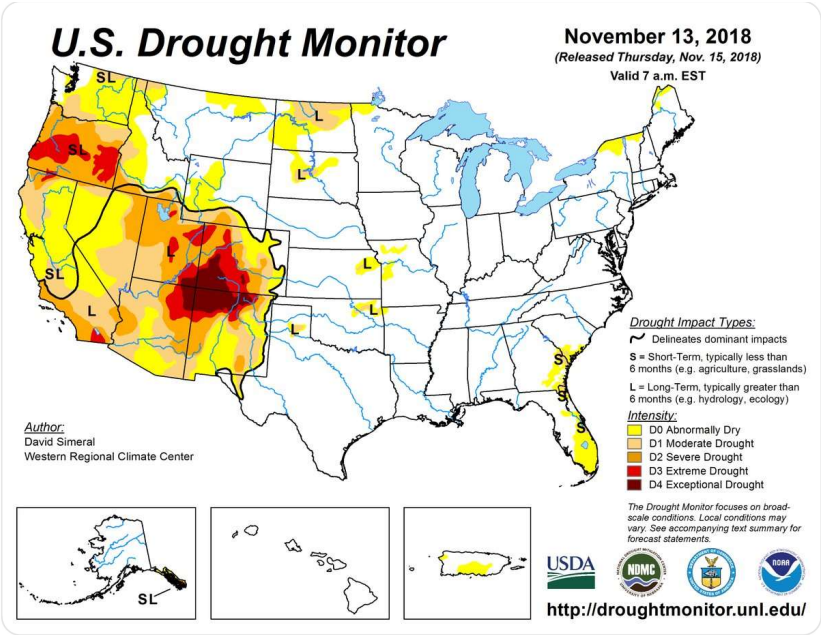 U.S. Drought Monitor
November 13, 2018
(Released Thursday, Nov. 15, 2018)
Valid 7 a.m. EST
SL
L
SL
L
L
SL
L
L
L
L
S
S
S
Drought Impact Types:
Delineates dominant impacts
S = Short-Term, typically less than
6 months (e.g. agriculture, grasslands)
L = Long-Term, typically greater than
6 months (e.g. hydrology, ecology)
Intensity:
D0 Abnormally Dry
D1 Moderate Drought
D2 Severe Drought
D3 Extreme Drought
D4 Exceptional Drought
Author:
David Simeral
Western Regional Climate Center
The Drought Monitor focuses on broad-
scale conditions. Local conditions may
vary. See accompanying text summary for
forecast statements.
SL
USDA
NDMC
NOAA
http://droughtmonitor.unl.edu/